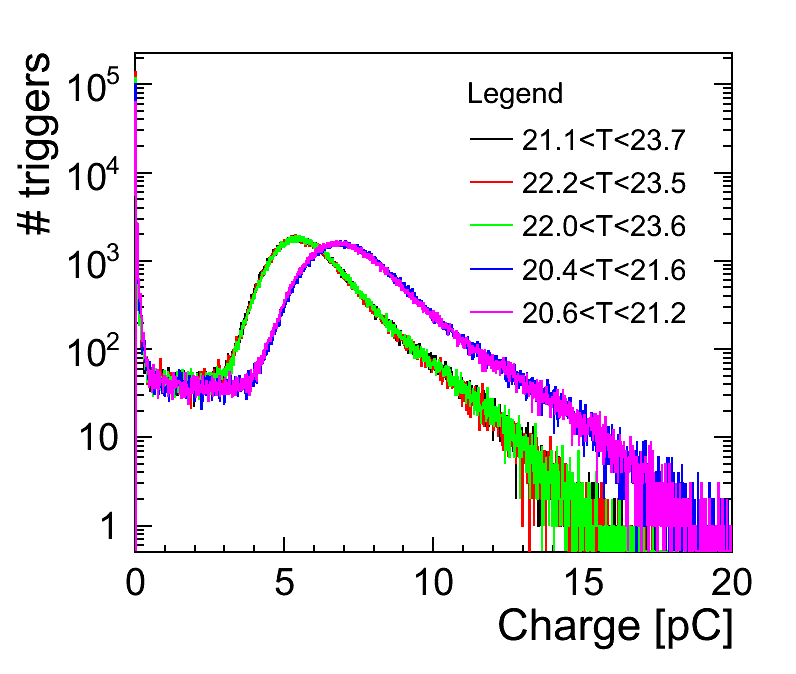 # triggers
10^5
10^4
10^3
10^2
10
1
Legend
21.1<T<23.7
22.2<T<23.5
22.0<T<23.6
20.4<T<21.6
20.6<T<21.2
0 5 10 15 20
Charge [pC]